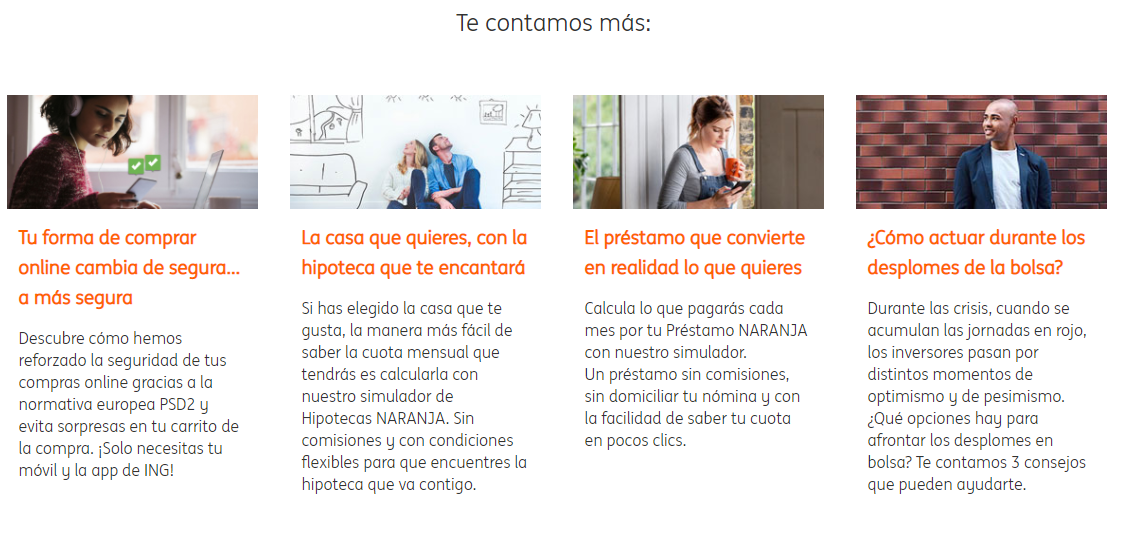 Te contamos más:
Tu forma de comprar
online cambia de segura...
a más segura
Descubre cómo hemos
reforzado la seguridad de tus
compras online gracias a la
normativa europea PSD2 y
evita sorpresas en tu carrito de
la compra. ¡Solo necesitas tu
móvil y la app de ING!
La casa que quieres, con la
hipoteca que te encantará
Si has elegido la casa que te
gusta, la manera más fácil de
saber la cuota mensual que
tendrás es calcularla con
nuestro simulador de
Hipotecas NARANJA. Sin
comisiones y con condiciones
flexibles para que encuentres la
hipoteca que va contigo.
El préstamo que convierte
en realidad lo que quieres
Calcula lo que pagarás cada
mes por tu Préstamo NARANJA
con nuestro simulador.
Un préstamo sin comisiones,
sin domiciliar tu nómina y con
la facilidad de saber tu cuota
en pocos clics.
¿Cómo actuar durante los
desplomes de la bolsa?
Durante las crisis, cuando se
acumulan las jornadas en rojo,
los inversores pasan por
distintos momentos de
optimismo y de pesimismo.
¿Qué opciones hay para
afrontar los desplomes en
bolsa? Te contamos 3 consejos
que pueden ayudarte.